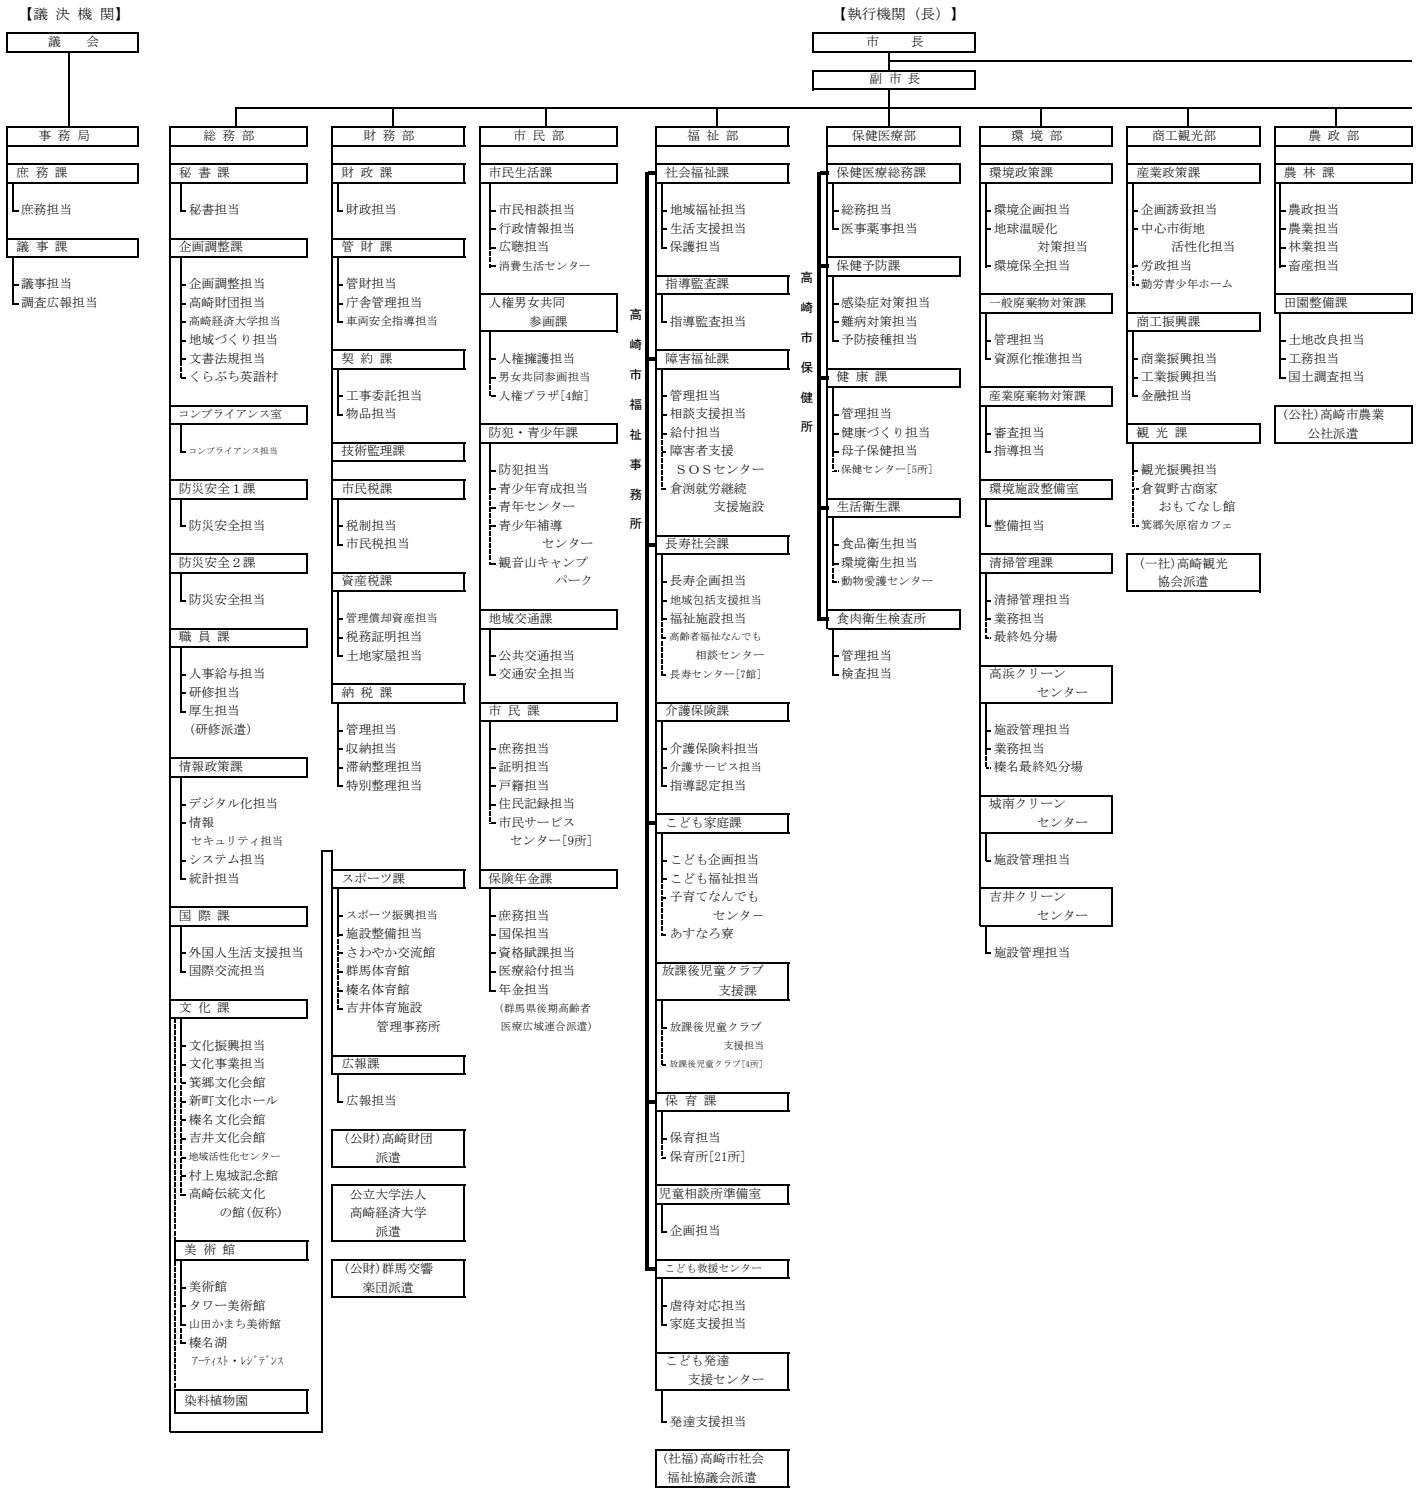 【議 決 機 関】
議　会
事 務 局
庶 務 課
庶務担当
議 事 課
議事担当
調査広報担当
【執行機関（長）】
市　長
副 市 長
総 務 部
秘 書 課
秘書担当
企画調整課
企画調整担当
高崎財団担当
高崎経済大学担当
地域づくり担当
文書法規担当
くらぶち英語村
コンプライアンス室
コンプライアンス担当
防災安全１課
防災安全担当
防災安全２課
防災安全担当
職 員 課
人事給与担当
研修担当
厚生担当
(研修派遣)
情報政策課
デジタル化担当
情報
セキュリティ担当
システム担当
統計担当
国 際 課
外国人生活支援担当
国際交流担当
文 化 課
文化振興担当
文化事業担当
箕郷文化会館
新町文化ホール
榛名文化会館
吉井文化会館
地域活性化センター
村上鬼城記念館
高崎伝統文化
の館(仮称)
美 術 館
美術館
タワー美術館
山田かまち美術館
榛名湖
ｱｰﾃｨｽﾄ・ﾚｼﾞﾃﾞﾝｽ
染料植物園
財 務 部
財 政 課
財政担当
管 財 課
管財担当
庁舎管理担当
車両安全指導担当
契 約 課
工事委託担当
物品担当
技術監理課
市民税課
税制担当
市民税担当
資産税課
管理償却資産担当
税務証明担当
土地家屋担当
納 税 課
管理担当
収納担当
滞納整理担当
特別整理担当
スポーツ課
スポーツ振興担当
施設整備担当
さわやか交流館
群馬体育館
榛名体育館
吉井体育施設
管理事務所
広報課
広報担当
(公財)高崎財団
派遣
公立大学法人
高崎経済大学
派遣
(公財)群馬交響
楽団派遣
市 民 部
市民生活課
市民相談担当
行政情報担当
広聴担当
消費生活センター
人権男女共同
参画課
人権擁護担当
男女共同参画担当
人権プラザ[4館]
防犯・青少年課
防犯担当
青少年育成担当
青年センター
青少年補導
センター
観音山キャンプ
パーク
地域交通課
公共交通担当
交通安全担当
市 民 課
庶務担当
証明担当
戸籍担当
住民記録担当
市民サービス
センター[9所]
保険年金課
庶務担当
国保担当
資格賦課担当
医療給付担当
年金担当
(群馬県後期高齢者
医療広域連合派遣)
高崎市福祉事務所
福 祉 部
社会福祉課
地域福祉担当
生活支援担当
保護担当
指導監査課
指導監査担当
障害福祉課
管理担当
相談支援担当
給付担当
障害者支援
ＳＯＳセンター
倉渕就労継続
支援施設
長寿社会課
長寿企画担当
地域包括支援担当
福祉施設担当
高齢者福祉なんでも
相談センター
長寿センター[7館]
介護保険課
介護保険料担当
介護サービス担当
指導認定担当
こども家庭課
こども企画担当
こども福祉担当
子育てなんでも
センター
あすなろ寮
放課後児童クラブ
支援課
放課後児童クラブ
支援担当
放課後児童クラブ[4所]
保 育 課
保育担当
保育所[21所]
児童相談所準備室
企画担当
こども救援センター
虐待対応担当
家庭支援担当
こども発達
支援センター
発達支援担当
(社福)高崎市社会
福祉協議会派遣
高崎市保健所
保健医療部
保健医療総務課
総務担当
医事薬事担当
保健予防課
感染症対策担当
難病対策担当
予防接種担当
健 康 課
管理担当
健康づくり担当
母子保健担当
保健センター[5所]
生活衛生課
食品衛生担当
環境衛生担当
動物愛護センター
食肉衛生検査所
管理担当
検査担当
環 境 部
環境政策課
環境企画担当
地球温暖化
対策担当
環境保全担当
一般廃棄物対策課
管理担当
資源化推進担当
産業廃棄物対策課
審査担当
指導担当
環境施設整備室
整備担当
清掃管理課
清掃管理担当
業務担当
最終処分場
高浜クリーン
センター
施設管理担当
業務担当
榛名最終処分場
城南クリーン
センター
施設管理担当
吉井クリーン
センター
施設管理担当
商工観光部
産業政策課
企画誘致担当
中心市街地
活性化担当
労政担当
勤労青少年ホーム
商工振興課
商業振興担当
工業振興担当
金融担当
観 光 課
観光振興担当
倉賀野古商家
おもてなし館
箕郷矢原宿カフェ
(一社)高崎観光
協会派遣
農 政 部
農 林 課
農政担当
農業担当
林業担当
畜産担当
田園整備課
土地改良担当
工務担当
国土調査担当
(公社)高崎市農業
公社派遣